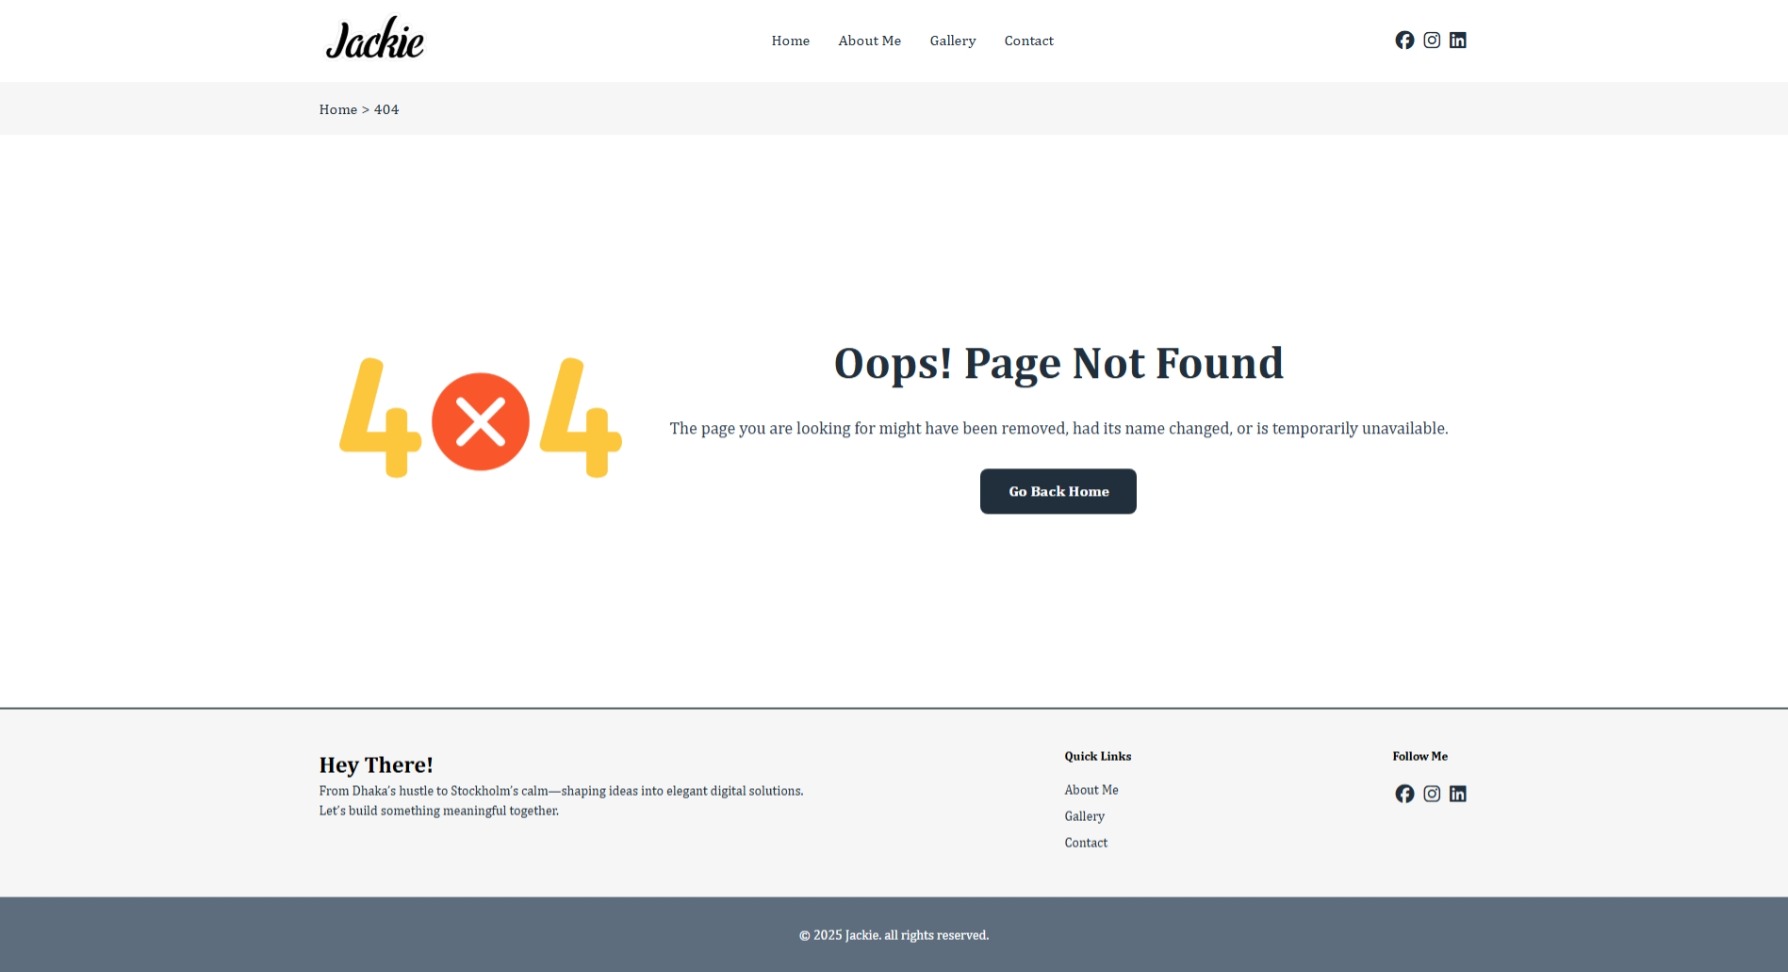 Jackie
Home About Me Gallery Contact
Home > 404
4 4
Oops! Page Not Found
The page you are looking for might have been removed, had its name changed, or is temporarily unavailable.
Go Back Home
Hey There!
From Dhaka's hustle to Stockholm's calm—shaping ideas into elegant digital solutions.
Let's build something meaningful together.
Quick Links
About Me
Gallery
Contact
Follow Me
© 2025 Jackie. all rights reserved.